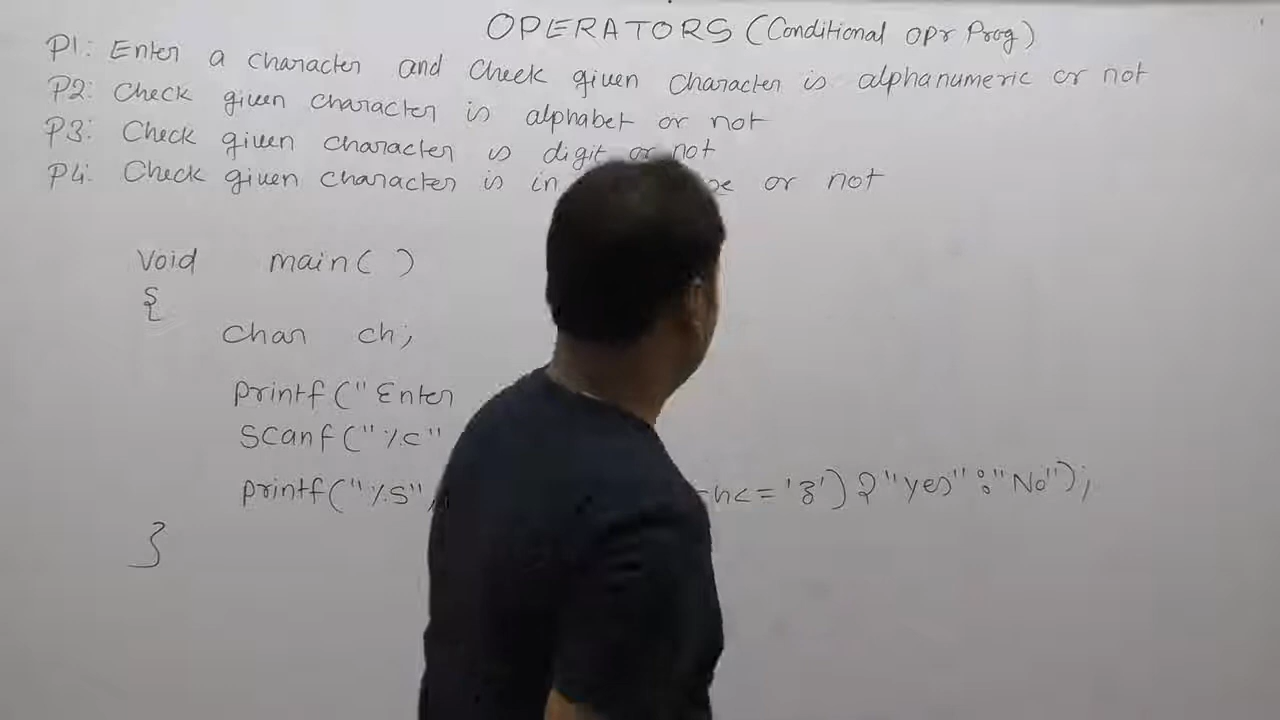 OPERATORS (Conditional opr Prog)
P1: Enter a character and Check given character is alphanumeric or not
P2: Check given character is alphabet or not
P3: Check given character is digit or not
P4: Check given character is in or not
Void main( )
{
Char ch;
Printf("Enter
Scanf("%c"
Printf("%s", <='z') ? "yes" : "No");
}